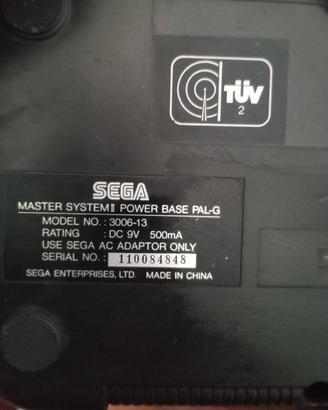 TÜV
2
SEGA
MASTER SYSTEM II POWER BASE PAL-G
MODEL NO. : 3006-13
RATING : DC 9V 500mA
USE SEGA AC ADAPTOR ONLY
SERIAL NO. : 110084848
SEGA ENTERPRISES, LTD. MADE IN CHINA